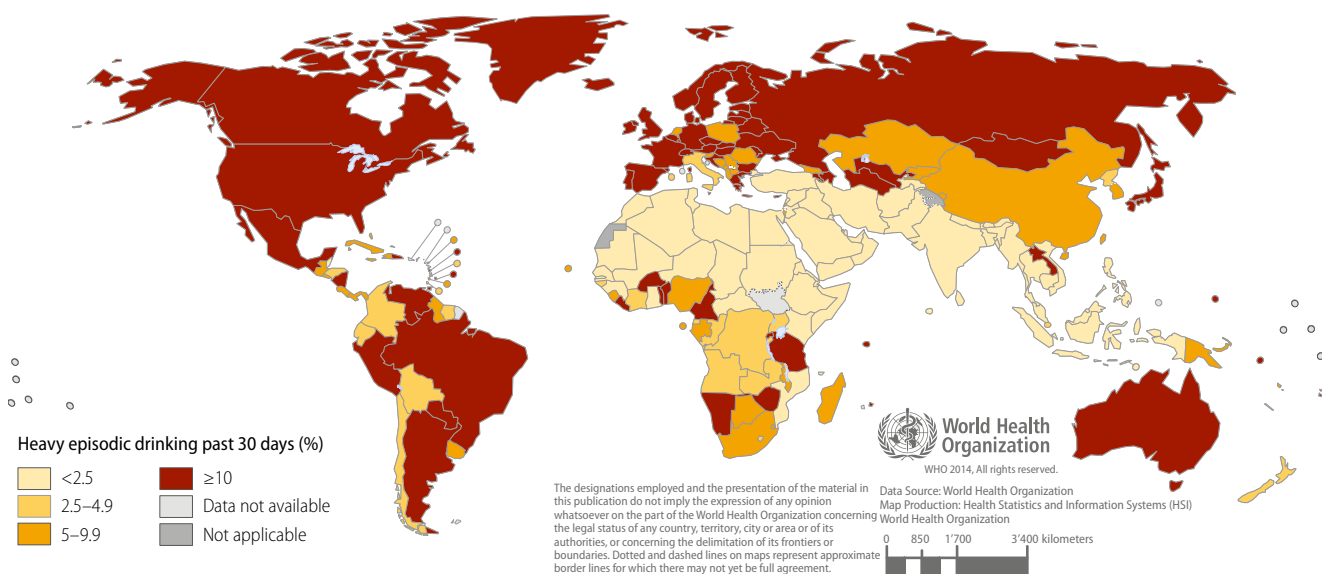 Heavy episodic drinking past 30 days (%)
<2.5
2.5–4.9
5–9.9
≥10
Data not available
Not applicable
The designations employed and the presentation of the material in
this publication do not imply the expression of any opinion
whatsoever on the part of the World Health Organization concerning
the legal status of any country, territory, city or area or of its
authorities, or concerning the delimitation of its frontiers or
boundaries. Dotted and dashed lines on maps represent approximate
border lines for which there may not yet be full agreement.
World Health
Organization
WHO 2014, All rights reserved.
Data Source: World Health Organization
Map Production: Health Statistics and Information Systems (HSI)
World Health Organization
0 850 1'700 3'400 kilometers